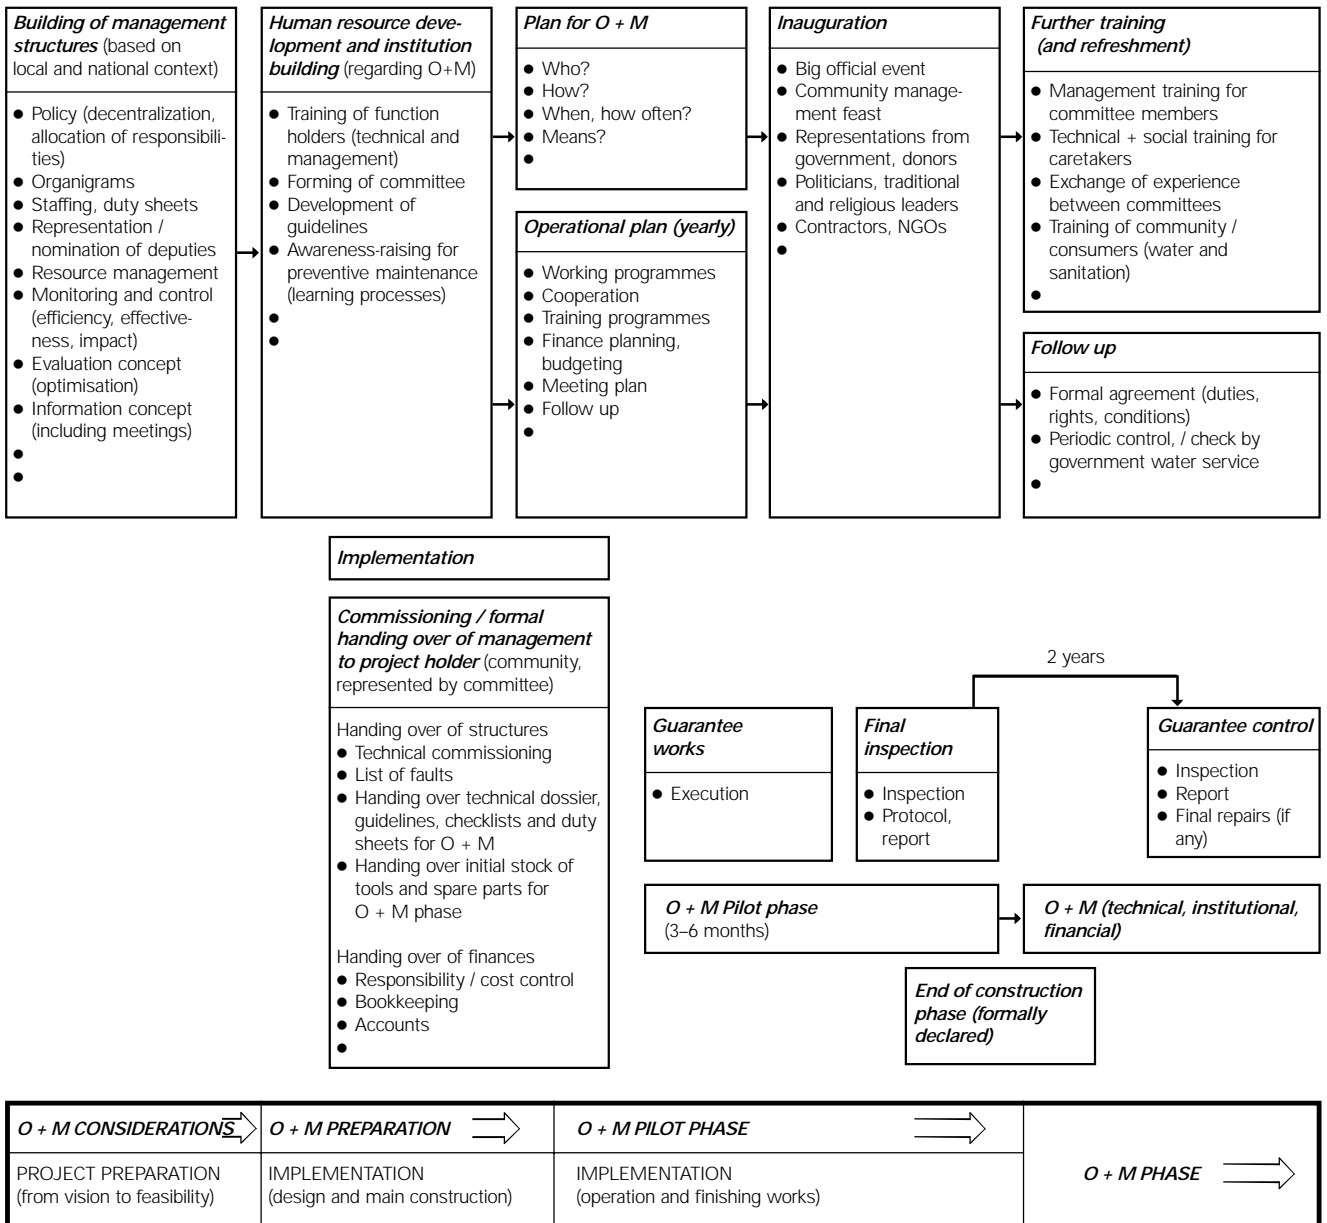 Building of management
structures (based on
local and national context)
● Policy (decentralization,
allocation of responsibili-
ties)
● Organigrams
● Staffing, duty sheets
● Representation /
nomination of deputies
● Resource management
● Monitoring and control
(efficiency, effective-
ness, impact)
● Evaluation concept
(optimisation)
● Information concept
(including meetings)
●
●
Human resource deve-
lopment and institution
building (regarding O+M)
● Training of function
holders (technical and
management)
● Forming of committee
● Development of
guidelines
● Awareness-raising for
preventive maintenance
(learning processes)
●
●
Plan for O + M
● Who?
● How?
● When, how often?
● Means?
●
Operational plan (yearly)
● Working programmes
● Cooperation
● Training programmes
● Finance planning,
budgeting
● Meeting plan
● Follow up
●
Inauguration
● Big official event
● Community manage-
ment feast
● Representations from
government, donors
● Politicians, traditional
and religious leaders
● Contractors, NGOs
●
Further training
(and refreshment)
● Management training for
committee members
● Technical + social training for
caretakers
● Exchange of experience
between committees
● Training of community /
consumers (water and
sanitation)
●
Follow up
● Formal agreement (duties,
rights, conditions)
● Periodic control, / check by
government water service
●
Implementation
Commissioning / formal
handing over of management
to project holder (community,
represented by committee)
Handing over of structures
● Technical commissioning
● List of faults
● Handing over technical dossier,
guidelines, checklists and duty
sheets for O + M
● Handing over initial stock of
tools and spare parts for
O + M phase
Handing over of finances
● Responsibility / cost control
● Bookkeeping
● Accounts
●
2 years
Guarantee
works
● Execution
Final
inspection
● Inspection
● Protocol,
report
Guarantee control
● Inspection
● Report
● Final repairs (if
any)
O + M Pilot phase
(3–6 months)
O + M (technical, institutional,
financial)
End of construction
phase (formally
declared)
O + M CONSIDERATIONS
PROJECT PREPARATION
(from vision to feasibility)
O + M PREPARATION
IMPLEMENTATION
(design and main construction)
O + M PILOT PHASE
IMPLEMENTATION
(operation and finishing works)
O + M PHASE